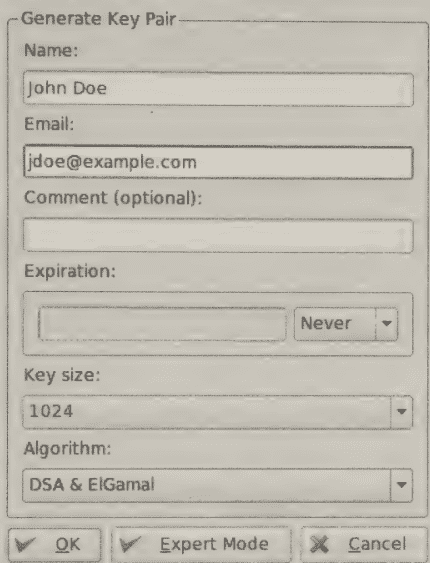 Generate Key Pair
Name:
John Doe
Email:
jdoe@example.com
Comment (optional):
Expiration:
Never
Key size:
1024
Algorithm:
DSA & ElGamal
OK Expert Mode Cancel